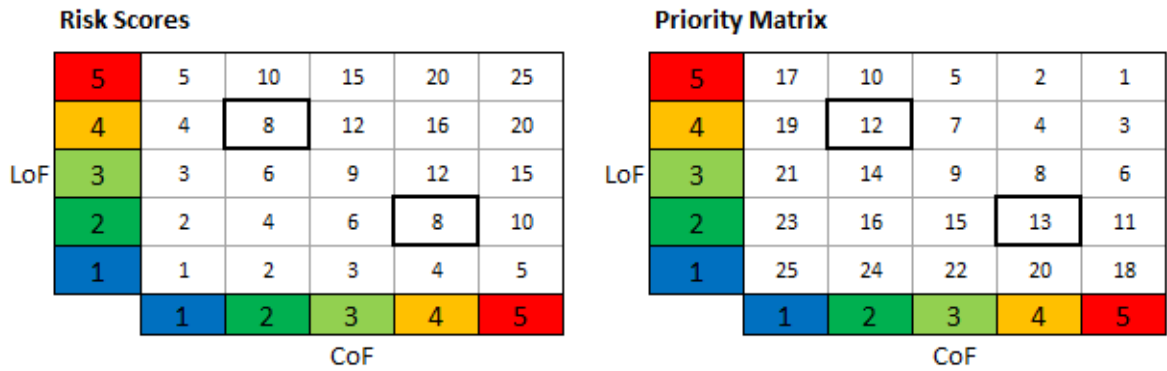 Risk Scores Priority Matrix
5 5 10 15 20 25 5 17 10 5 2 1
4 4 8 12 16 20 4 19 12 7 4 3
LoF 3 3 6 9 12 15 LoF 3 21 14 9 8 6
2 2 4 6 8 10 2 23 16 15 13 11
1 1 2 3 4 5 1 25 24 22 20 18
1 2 3 4 5 1 2 3 4 5
CoF CoF